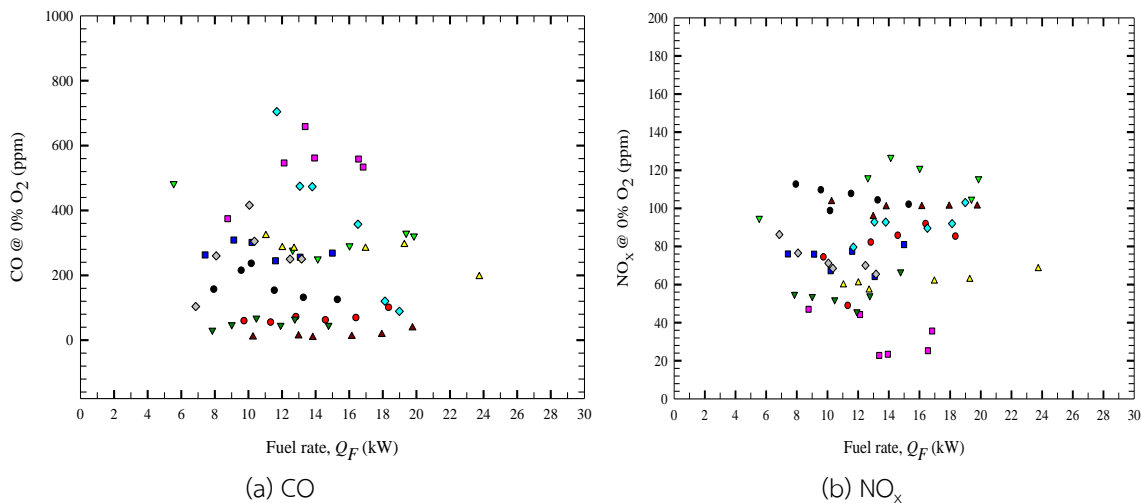 1000
800
600
400
200
0
CO @ 0% O2 (ppm)
0 2 4 6 8 10 12 14 16 18 20 22 24 26 28 30
Fuel rate, QF (kW)
(a) CO
200
180
160
140
120
100
80
60
40
20
0
NOx @ 0% O2 (ppm)
0 2 4 6 8 10 12 14 16 18 20 22 24 26 28 30
Fuel rate, QF (kW)
(b) NOx